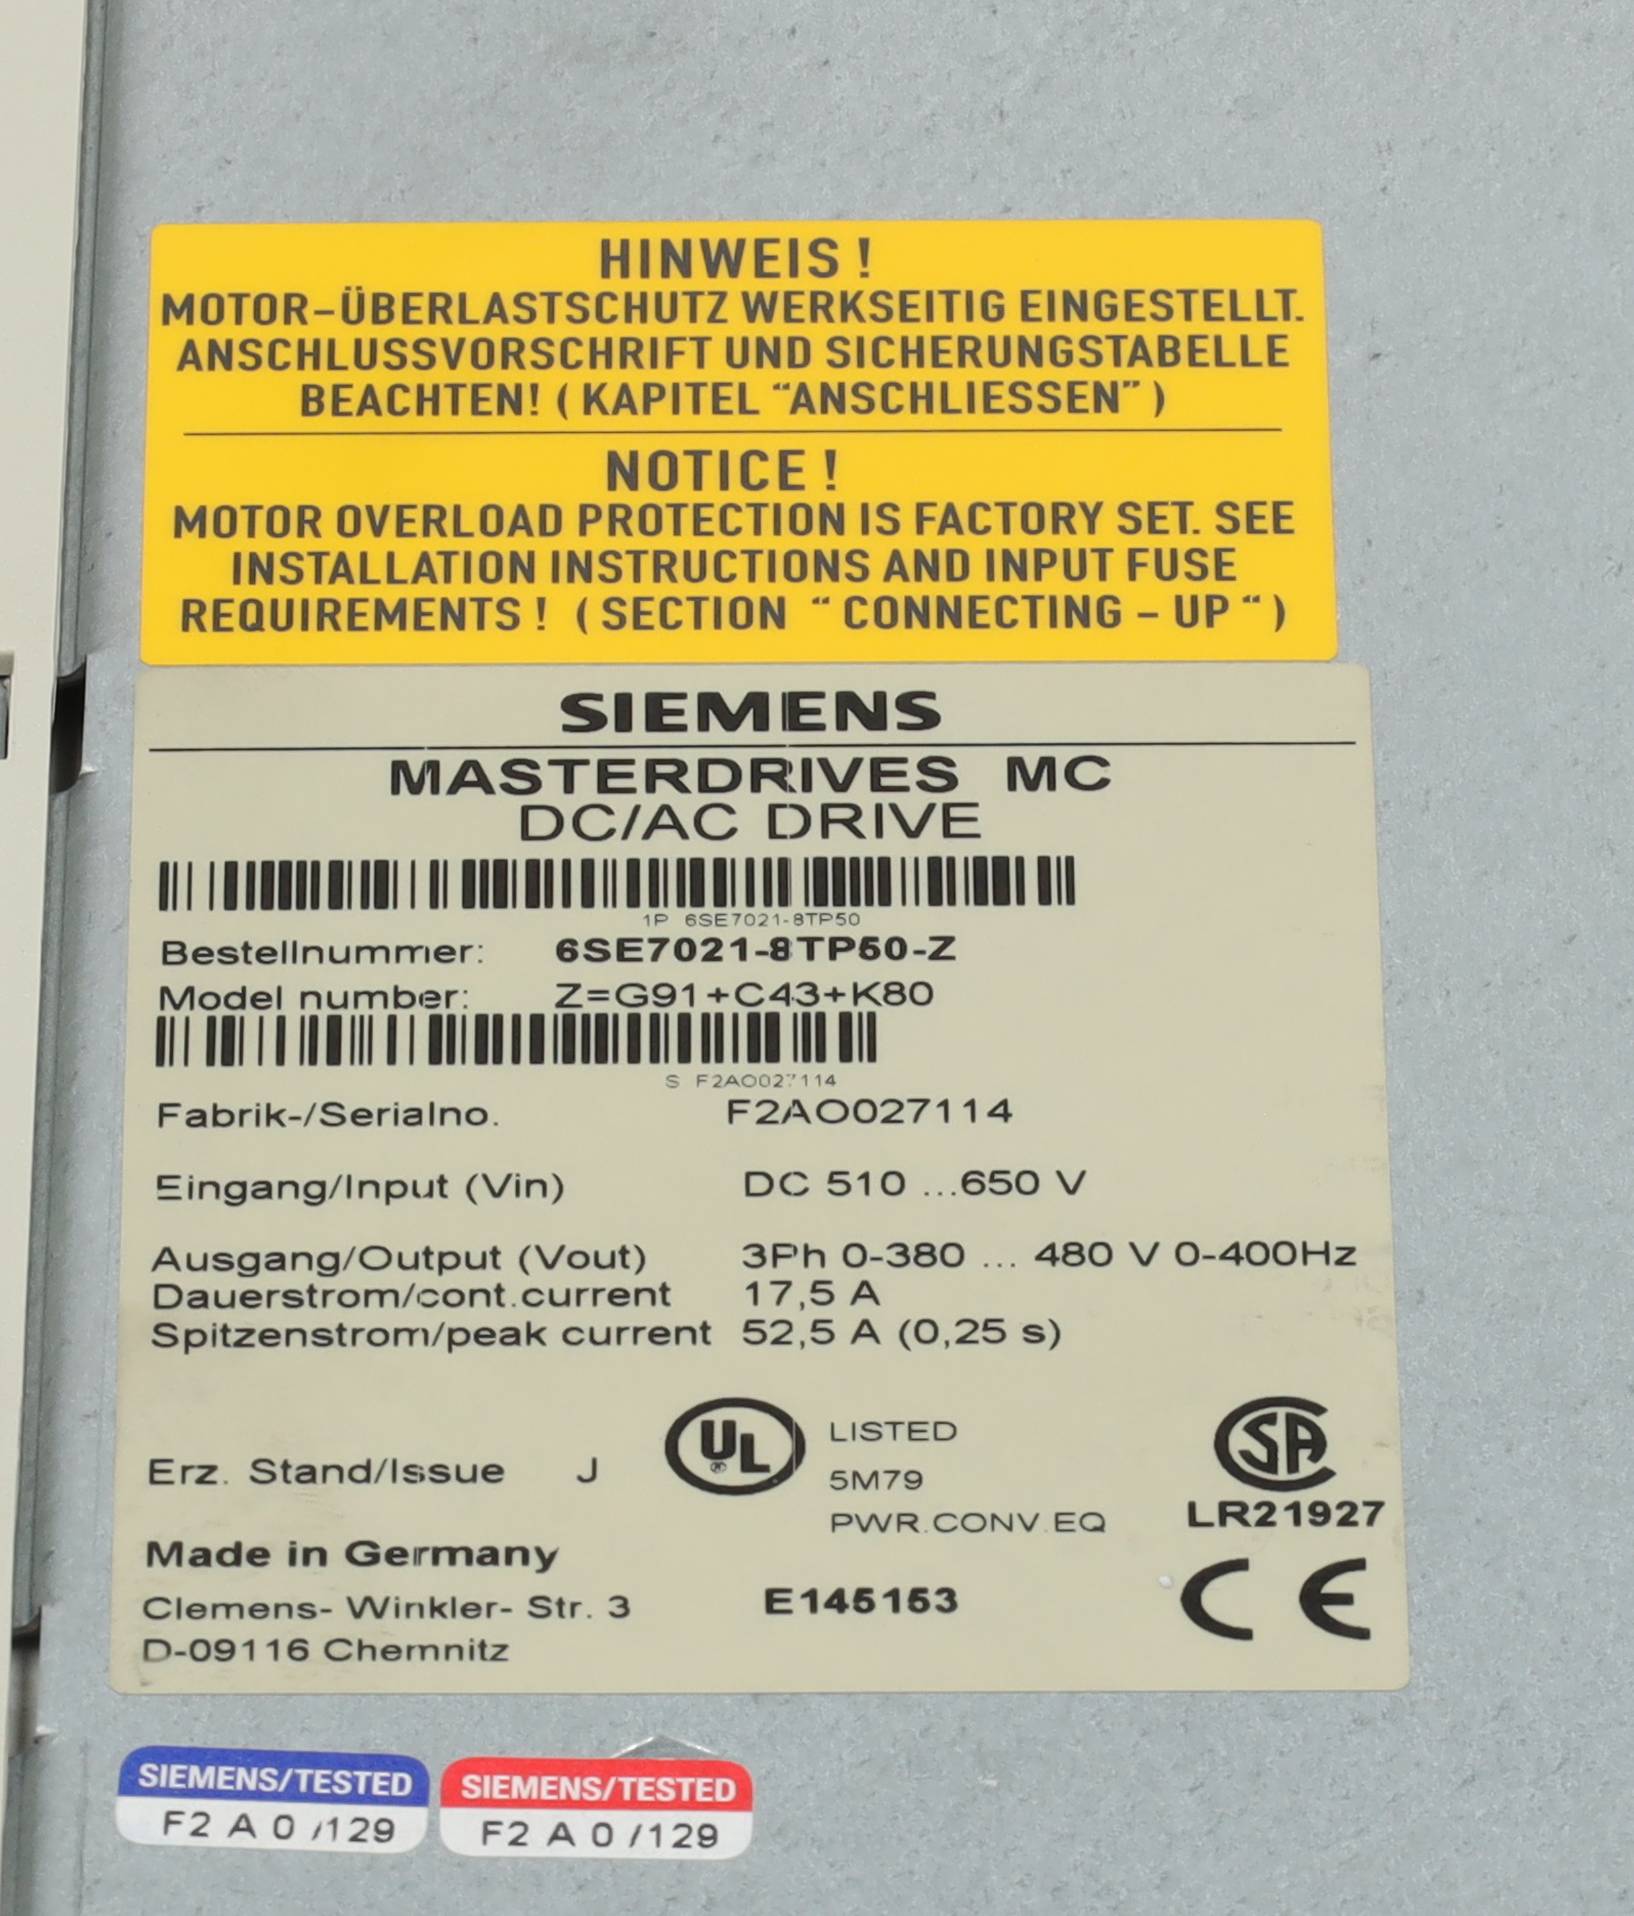 HINWEIS !
MOTOR-ÜBERLASTSCHUTZ WERKSEITIG EINGESTELLT.
ANSCHLUSSVORSCHRIFT UND SICHERUNGSTABELLE
BEACHTEN! ( KAPITEL "ANSCHLIESSEN" )
NOTICE !
MOTOR OVERLOAD PROTECTION IS FACTORY SET. SEE
INSTALLATION INSTRUCTIONS AND INPUT FUSE
REQUIREMENTS ! ( SECTION " CONNECTING - UP " )
SIEMENS
MASTERDRIVES MC
DC/AC DRIVE
1P 6SE7021-8TP50
Bestellnummer: 6SE7021-8TP50-Z
Model number: Z=G91+C43+K80
S F2AO027114
Fabrik-/Serialno. F2AO027114
Eingang/Input (Vin) DC 510 ...650 V
Ausgang/Output (Vout) 3Ph 0-380 ... 480 V 0-400Hz
Dauerstrom/cont.current 17,5 A
Spitzenstrom/peak current 52,5 A (0,25 s)
Erz. Stand/Issue J
UL ®
LISTED
5M79
PWR.CONV.EQ
SA
LR21927
Made in Germany
Clemens- Winkler- Str. 3
D-09116 Chemnitz
E145153
CE
SIEMENS/TESTED
F2 A 0 /129
SIEMENS/TESTED
F2 A 0 /129